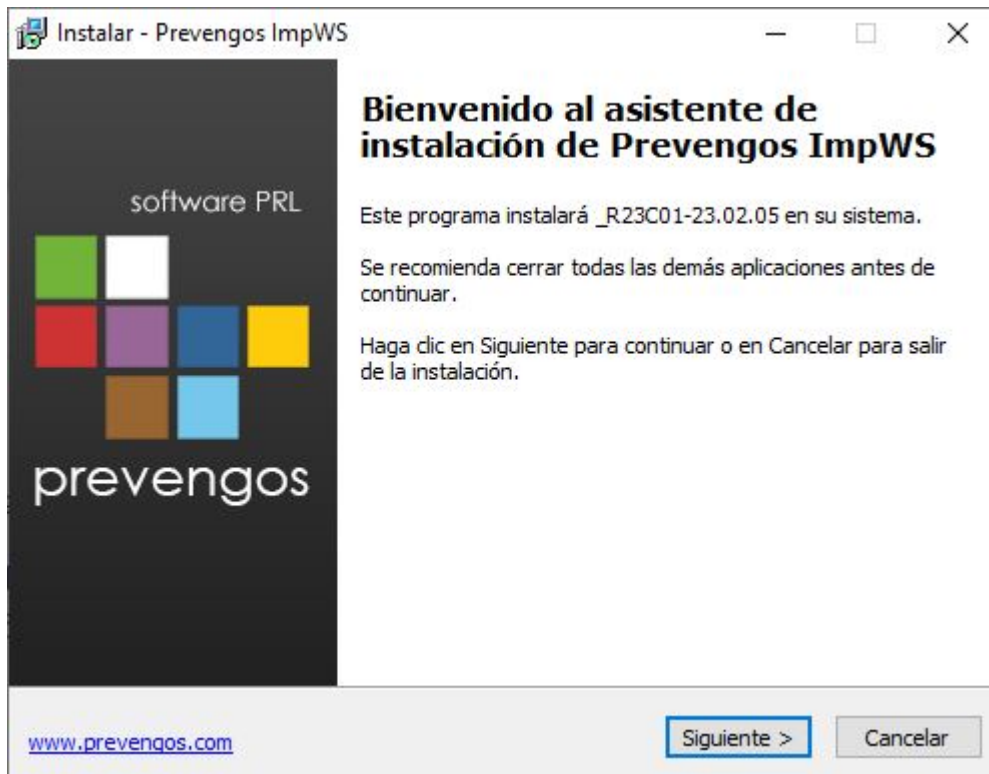 Instalar - Prevengos ImpWS
software PRL
prevengos
Bienvenido al asistente de
instalación de Prevengos ImpWS
Este programa instalará _R23C01-23.02.05 en su sistema.
Se recomienda cerrar todas las demás aplicaciones antes de
continuar.
Haga clic en Siguiente para continuar o en Cancelar para salir
de la instalación.
www.prevengos.com
Siguiente >
Cancelar